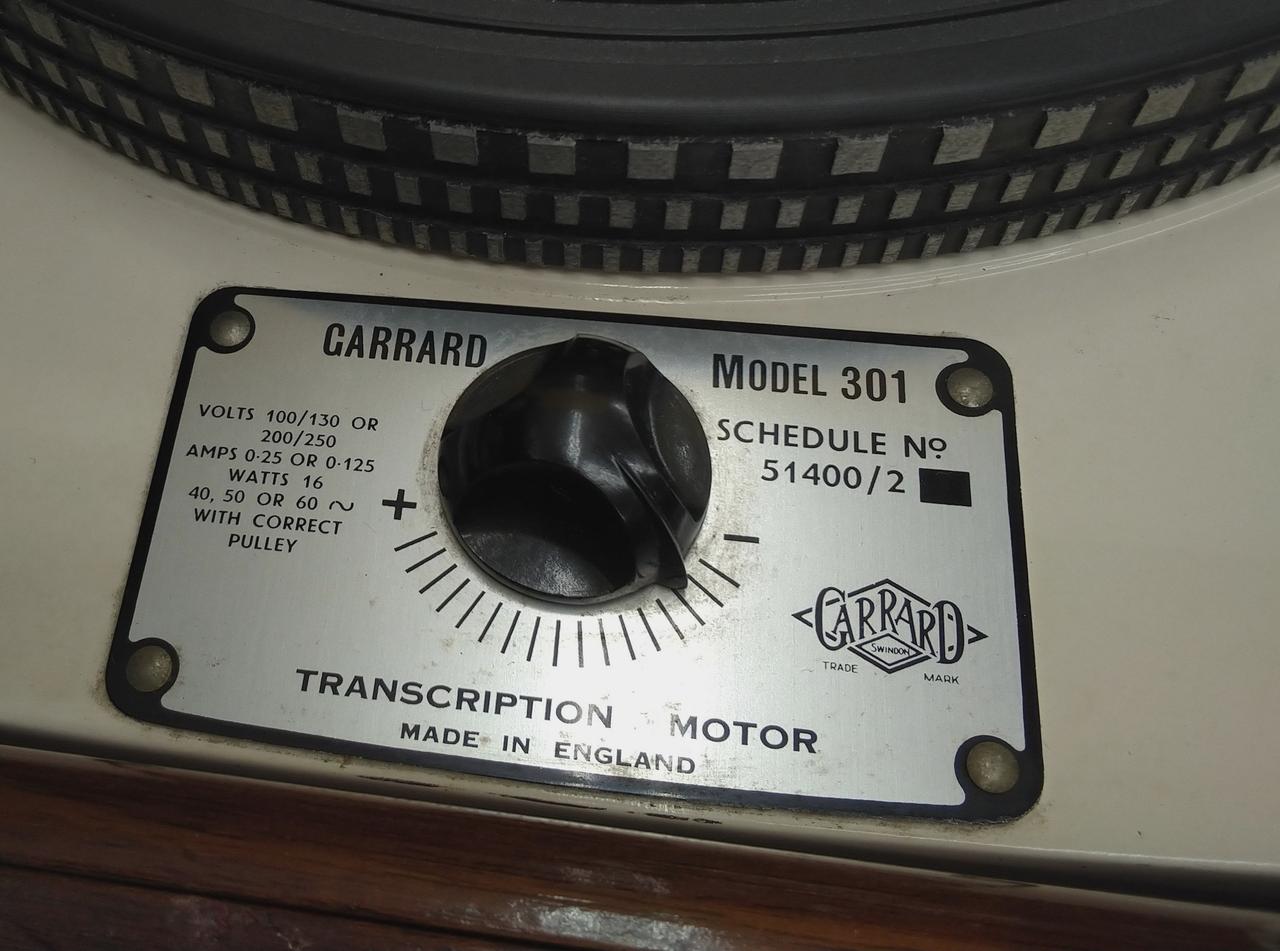 GARRARD
MODEL 301
VOLTS 100/130 OR
200/250
AMPS 0·25 OR 0·125
WATTS 16
40, 50 OR 60 ~
WITH CORRECT
PULLEY
SCHEDULE Nº
51400/2
+
−
GARRARD
SWINDON
TRADE MARK
TRANSCRIPTION MOTOR
MADE IN ENGLAND